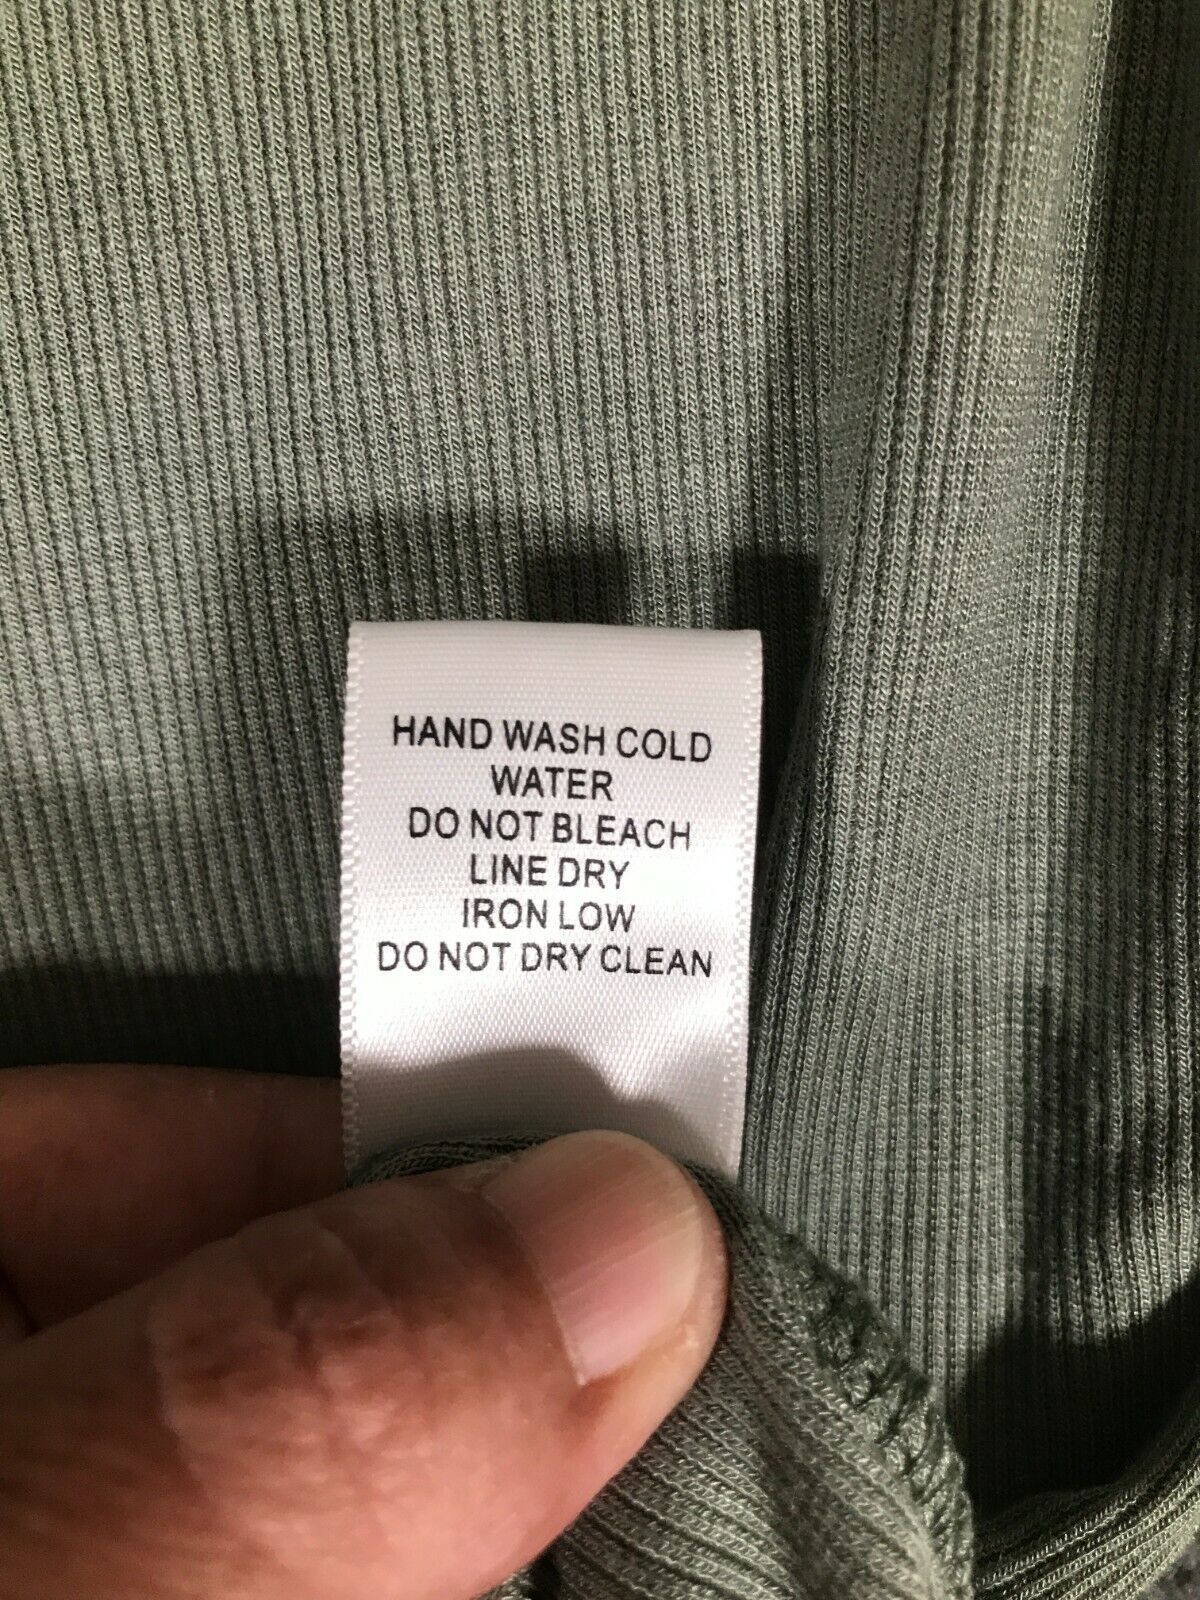 HAND WASH COLD
WATER
DO NOT BLEACH
LINE DRY
IRON LOW
DO NOT DRY CLEAN